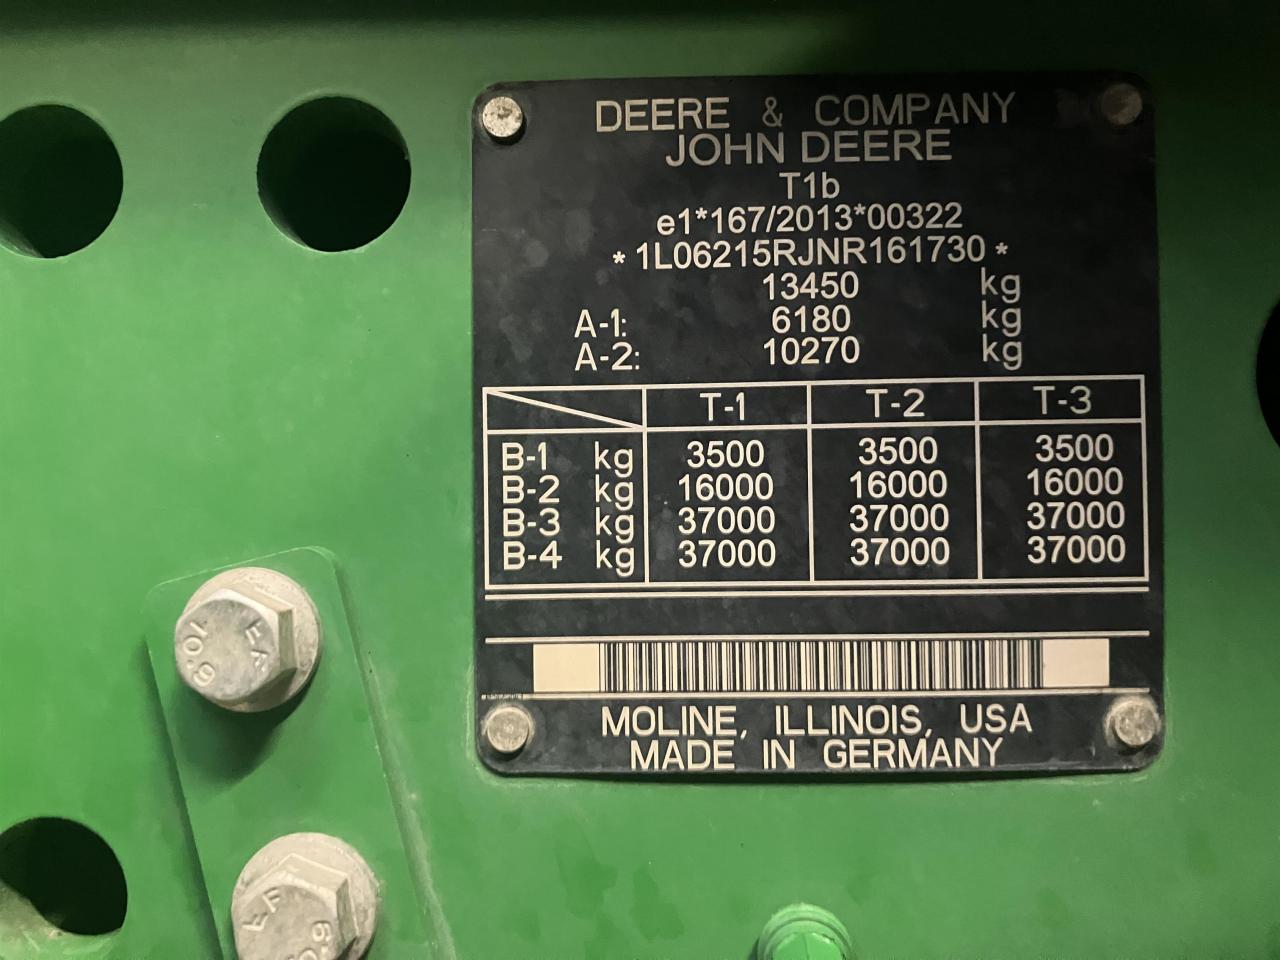 DEERE & COMPANY
JOHN DEERE
T1b
e1*167/2013*00322
* 1L06215RJNR161730 *
13450 kg
A-1: 6180 kg
A-2: 10270 kg
T-1 T-2 T-3
B-1 kg 3500 3500 3500
B-2 kg 16000 16000 16000
B-3 kg 37000 37000 37000
B-4 kg 37000 37000 37000
MOLINE, ILLINOIS, USA
MADE IN GERMANY
10.9